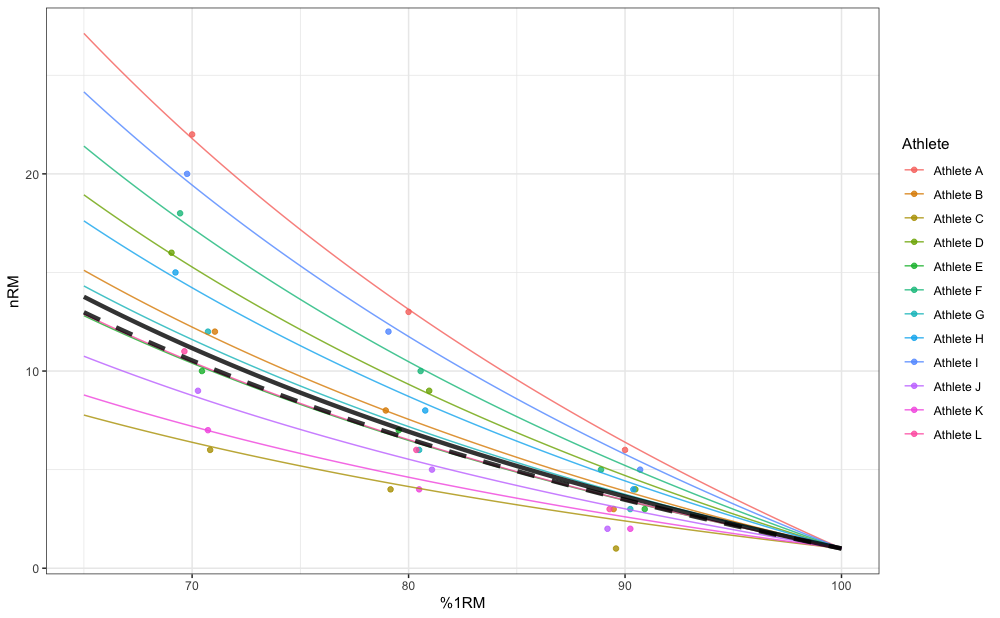 nRM
20
10
0
70
80
90
100
%1RM
Athlete
Athlete A
Athlete B
Athlete C
Athlete D
Athlete E
Athlete F
Athlete G
Athlete H
Athlete I
Athlete J
Athlete K
Athlete L